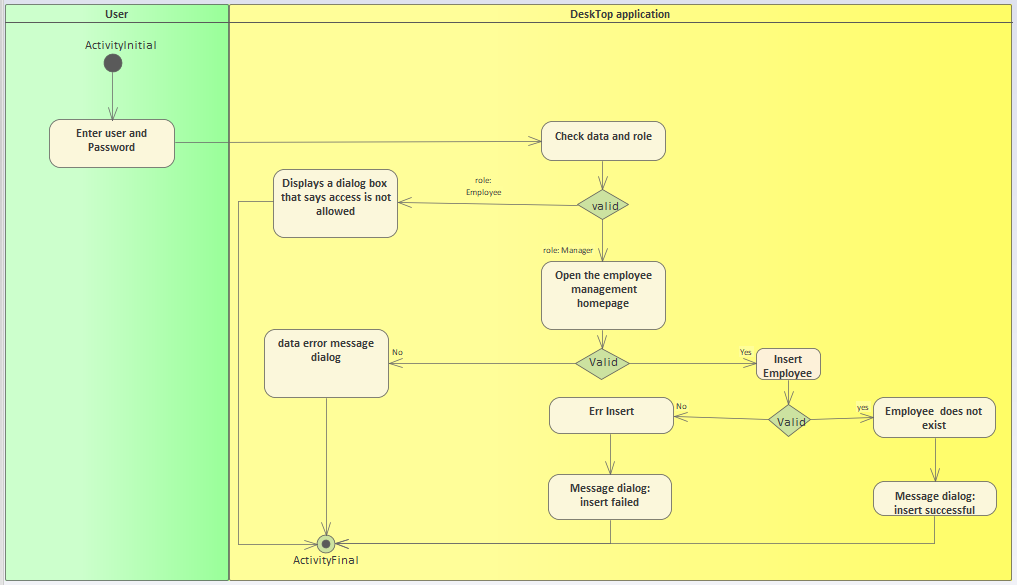 User
DeskTop application
ActivityInitial
Enter user and
Password
Check data and role
Displays a dialog box
that says access is not
allowed
role:
Employee
valid
role: Manager
Open the employee
management
homepage
data error message
dialog
No
Valid
Yes
Insert
Employee
Err Insert
No
Valid
yes
Employee  does not
exist
Message dialog:
insert failed
Message dialog:
insert successful
ActivityFinal